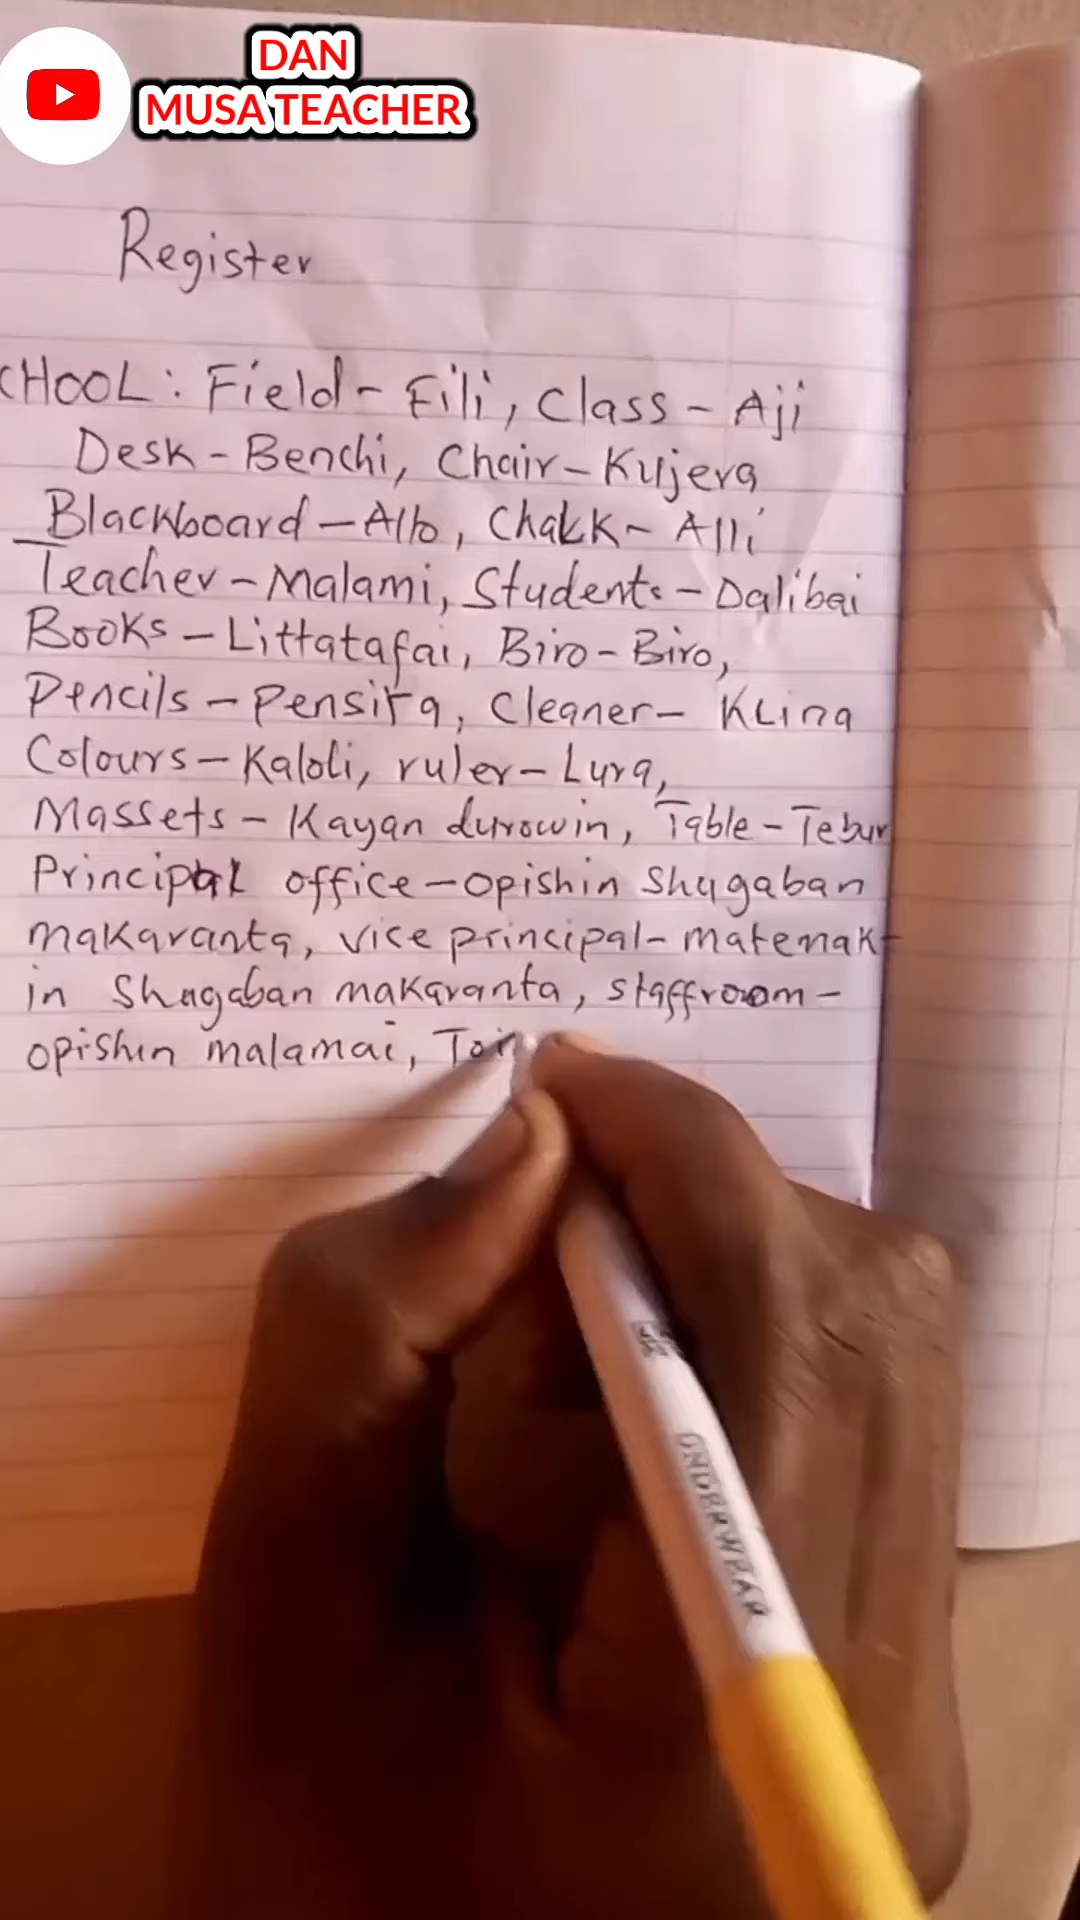 DAN
MUSA TEACHER
Register
CHOOL: Field - Fili, Class - Aji
Desk - Benchi, Chair - Kujera
Blackboard - Allo, Chalk - Alli
Teacher - Malami, Students - Dalibai
Books - Littatafai, Biro - Biro,
Pencils - Pensira, Cleaner - Klina
Colours - Kaloli, ruler - Lura,
Massets - Kayan durowin, Table - Tebur
Principal office - opishin Shugaban
makaranta, vice principal - matemak
in Shugaban makaranta, staffroom -
opishin malamai, Toi
UNDERWEAR